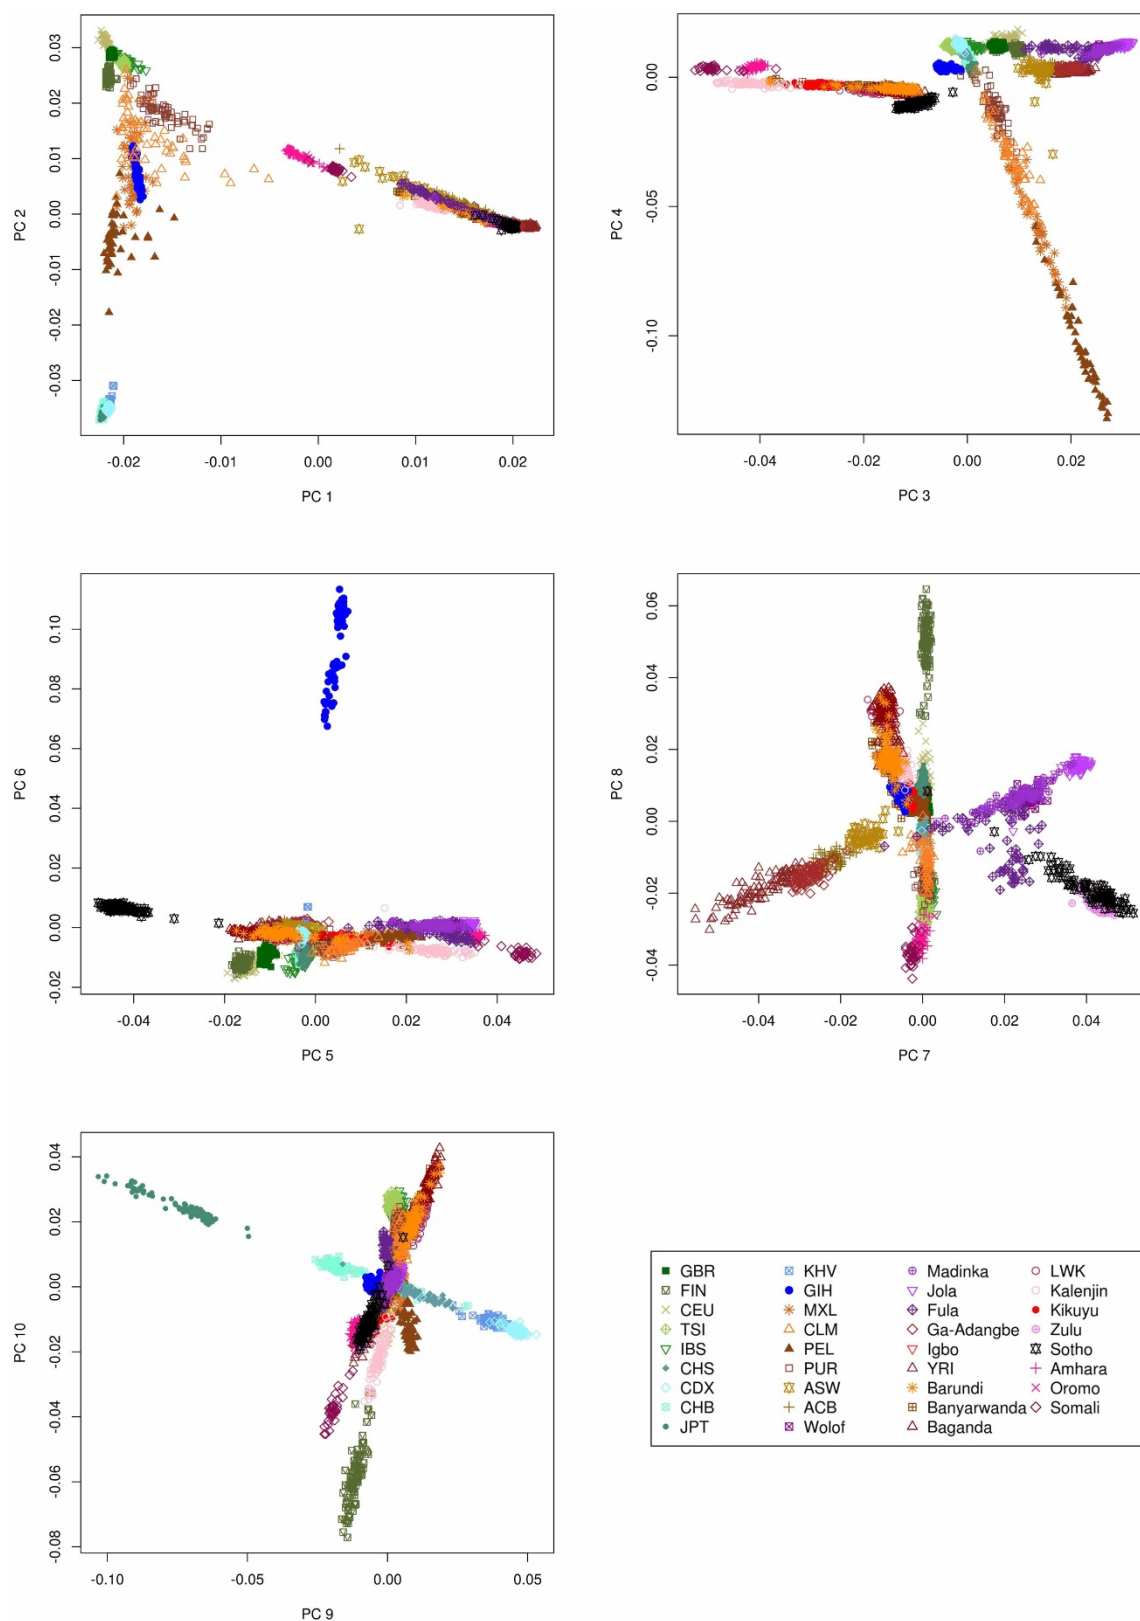 0.03
0.02
0.01
0.00
-0.01
-0.02
-0.03
PC 2
-0.02
-0.01
0.00
0.01
0.02
PC 1
0.00
-0.05
-0.10
PC 4
-0.04
-0.02
0.00
0.02
PC 3
0.10
0.08
0.06
0.04
0.02
0.00
-0.02
PC 6
-0.04
-0.02
0.00
0.02
0.04
PC 5
0.06
0.04
0.02
0.00
-0.02
-0.04
PC 8
-0.04
-0.02
0.00
0.02
0.04
PC 7
0.04
0.02
0.00
-0.02
-0.04
-0.06
-0.08
PC 10
-0.10
-0.05
0.00
0.05
PC 9
GBR
FIN
CEU
TSI
IBS
CHS
CDX
CHB
JPT
KHV
GIH
MXL
CLM
PEL
PUR
ASW
ACB
Wolof
Madinka
Jola
Fula
Ga-Adangbe
Igbo
YRI
Barundi
Banyarwanda
Baganda
LWK
Kalenjin
Kikuyu
Zulu
Sotho
Amhara
Oromo
Somali